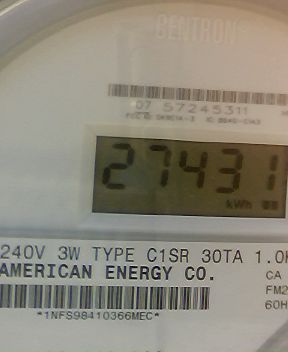 CENTRON
07 57245311
27431
kWh
240V 3W TYPE C1SR 30TA 1.0
AMERICAN ENERGY CO.
CA
FM2
60H
*1NFS98410366MEC*